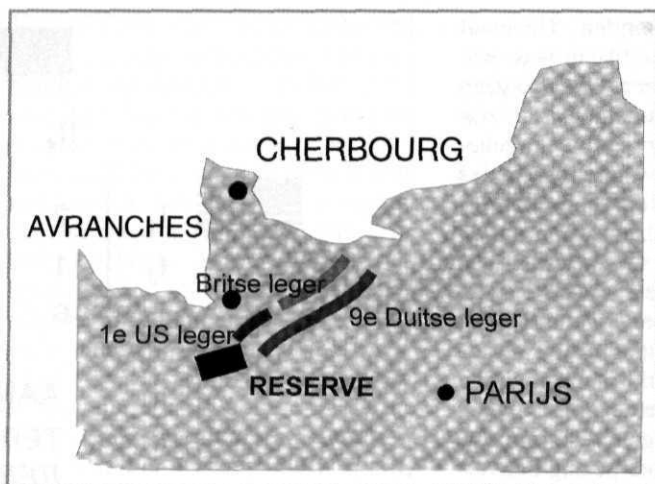 CHERBOURG
AVRANCHES
Britse leger
1e US leger
9e Duitse leger
RESERVE
PARIJS